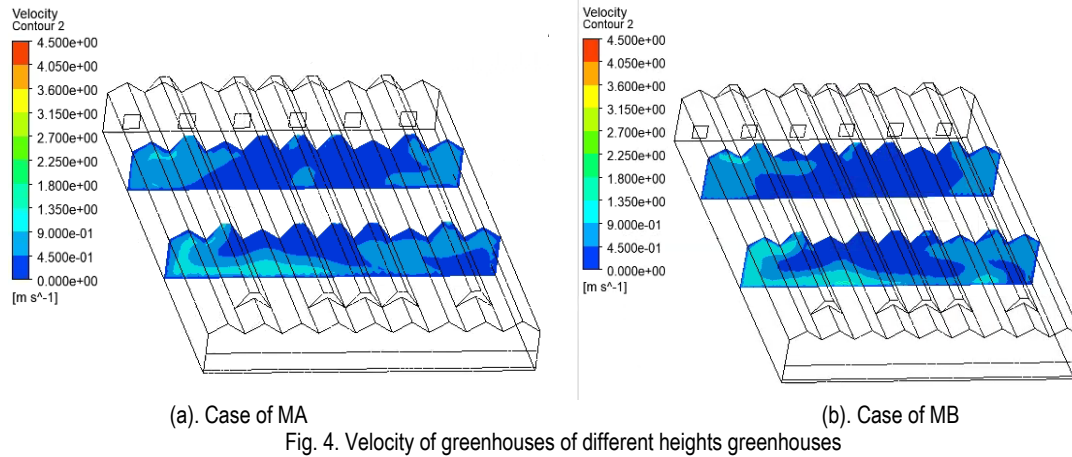 Velocity
Contour 2
4.500e+00
4.050e+00
3.600e+00
3.150e+00
2.700e+00
2.250e+00
1.800e+00
1.350e+00
9.000e-01
4.500e-01
0.000e+00
[m s^-1]
Velocity
Contour 2
4.500e+00
4.050e+00
3.600e+00
3.150e+00
2.700e+00
2.250e+00
1.800e+00
1.350e+00
9.000e-01
4.500e-01
0.000e+00
[m s^-1]
(a). Case of MA
(b). Case of MB
Fig. 4. Velocity of greenhouses of different heights greenhouses